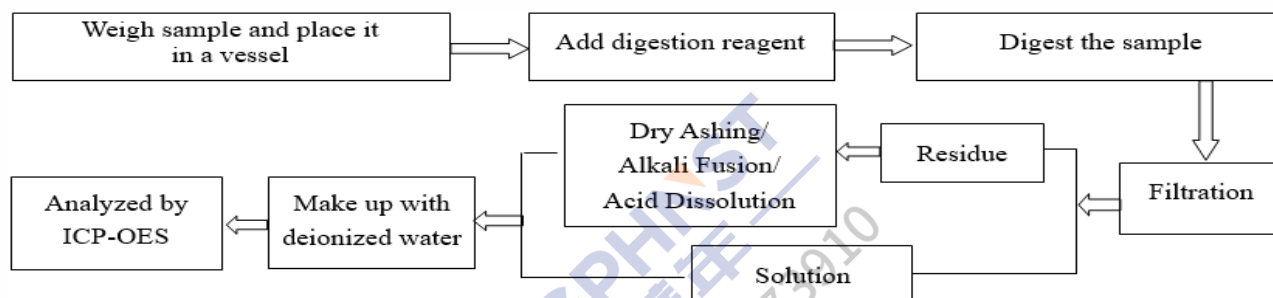 Weigh sample and place it
in a vessel
Add digestion reagent
Digest the sample
Filtration
Residue
Dry Ashing/
Alkali Fusion/
Acid Dissolution
Solution
Make up with
deionized water
Analyzed by
ICP-OES